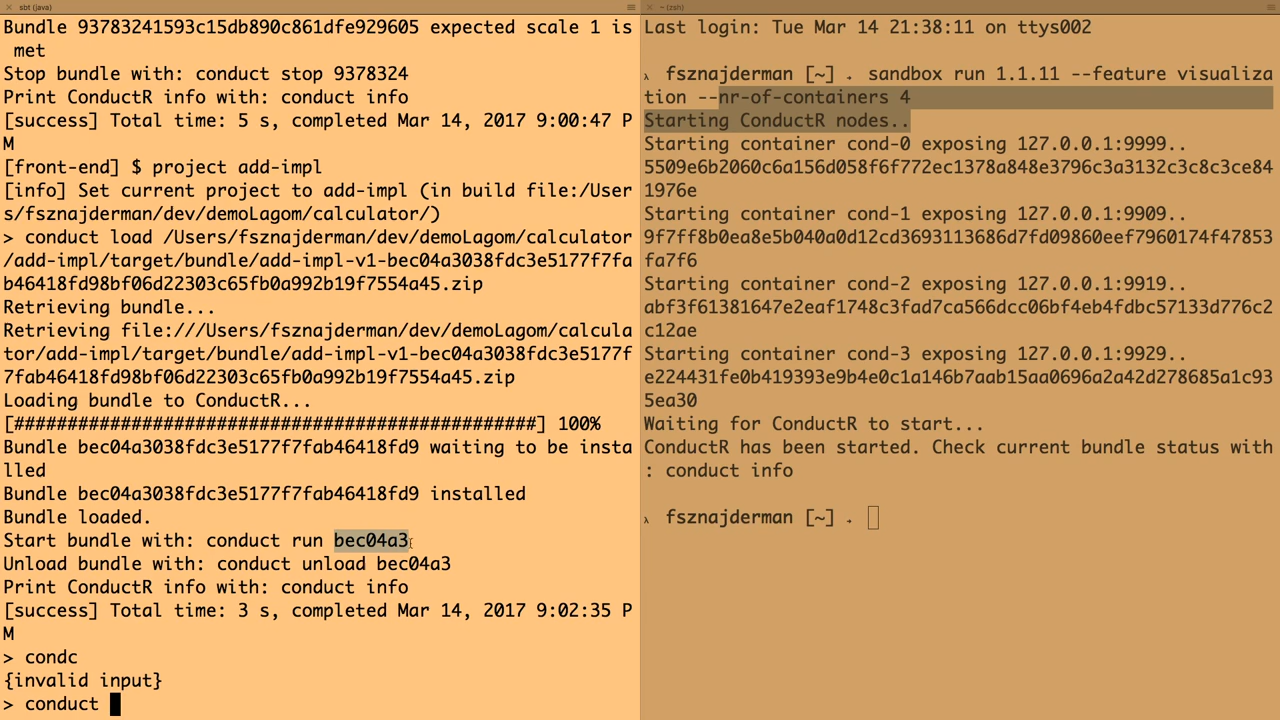 sbt (java)
Bundle 93783241593c15db890c861dfe929605 expected scale 1 is
 met
Stop bundle with: conduct stop 9378324
Print ConductR info with: conduct info
[success] Total time: 5 s, completed Mar 14, 2017 9:00:47 P
M
[front-end] $ project add-impl
[info] Set current project to add-impl (in build file:/User
s/fsznajderman/dev/demoLagom/calculator/)
> conduct load /Users/fsznajderman/dev/demoLagom/calculator
/add-impl/target/bundle/add-impl-v1-bec04a3038fdc3e5177f7fa
b46418fd98bf06d22303c65fb0a992b19f7554a45.zip
Retrieving bundle...
Retrieving file:///Users/fsznajderman/dev/demoLagom/calcula
tor/add-impl/target/bundle/add-impl-v1-bec04a3038fdc3e5177f
7fab46418fd98bf06d22303c65fb0a992b19f7554a45.zip
Loading bundle to ConductR...
[#################################################] 100%
Bundle bec04a3038fdc3e5177f7fab46418fd9 waiting to be insta
lled
Bundle bec04a3038fdc3e5177f7fab46418fd9 installed
Bundle loaded.
Start bundle with: conduct run bec04a3
Unload bundle with: conduct unload bec04a3
Print ConductR info with: conduct info
[success] Total time: 3 s, completed Mar 14, 2017 9:02:35 P
M
> condc
{invalid input}
> conduct
~ (zsh)
Last login: Tue Mar 14 21:38:11 on ttys002
λ fsznajderman [~] → sandbox run 1.1.11 --feature visualiza
tion --nr-of-containers 4
Starting ConductR nodes..
Starting container cond-0 exposing 127.0.0.1:9999..
5509e6b2060c6a156d058f6f772ec1378a848e3796c3a3132c3c8c3ce84
1976e
Starting container cond-1 exposing 127.0.0.1:9909..
9f7ff8b0ea8e5b040a0d12cd3693113686d7fd09860eef7960174f47853
fa7f6
Starting container cond-2 exposing 127.0.0.1:9919..
abf3f61381647e2eaf1748c3fad7ca566dcc06bf4eb4fdbc57133d776c2
c12ae
Starting container cond-3 exposing 127.0.0.1:9929..
e224431fe0b419393e9b4e0c1a146b7aab15aa0696a2a42d278685a1c93
5ea30
Waiting for ConductR to start...
ConductR has been started. Check current bundle status with
: conduct info
λ fsznajderman [~] →